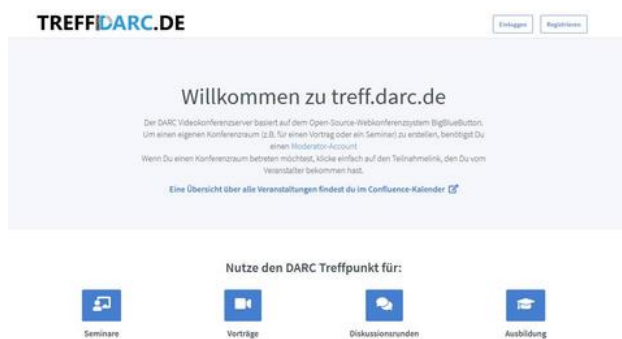 TREFF.DARC.DE
Einloggen Registrieren
Willkommen zu treff.darc.de
Der DARC Videokonferenzserver basiert auf dem Open-Source-Webkonferenzsystem BigBlueButton.
Um einen eigenen Konferenzraum (z.B. für einen Vortrag oder ein Seminar) zu erstellen, benötigst Du
einen Moderator-Account
Wenn Du einen Konferenzraum betreten möchtest, klicke einfach auf den Teilnahmelink, den Du vom
Veranstalter bekommen hast.
Eine Übersicht über alle Veranstaltungen findest du im Confluence-Kalender
Nutze den DARC Treffpunkt für:
Seminare Vorträge Diskussionsrunden Ausbildung